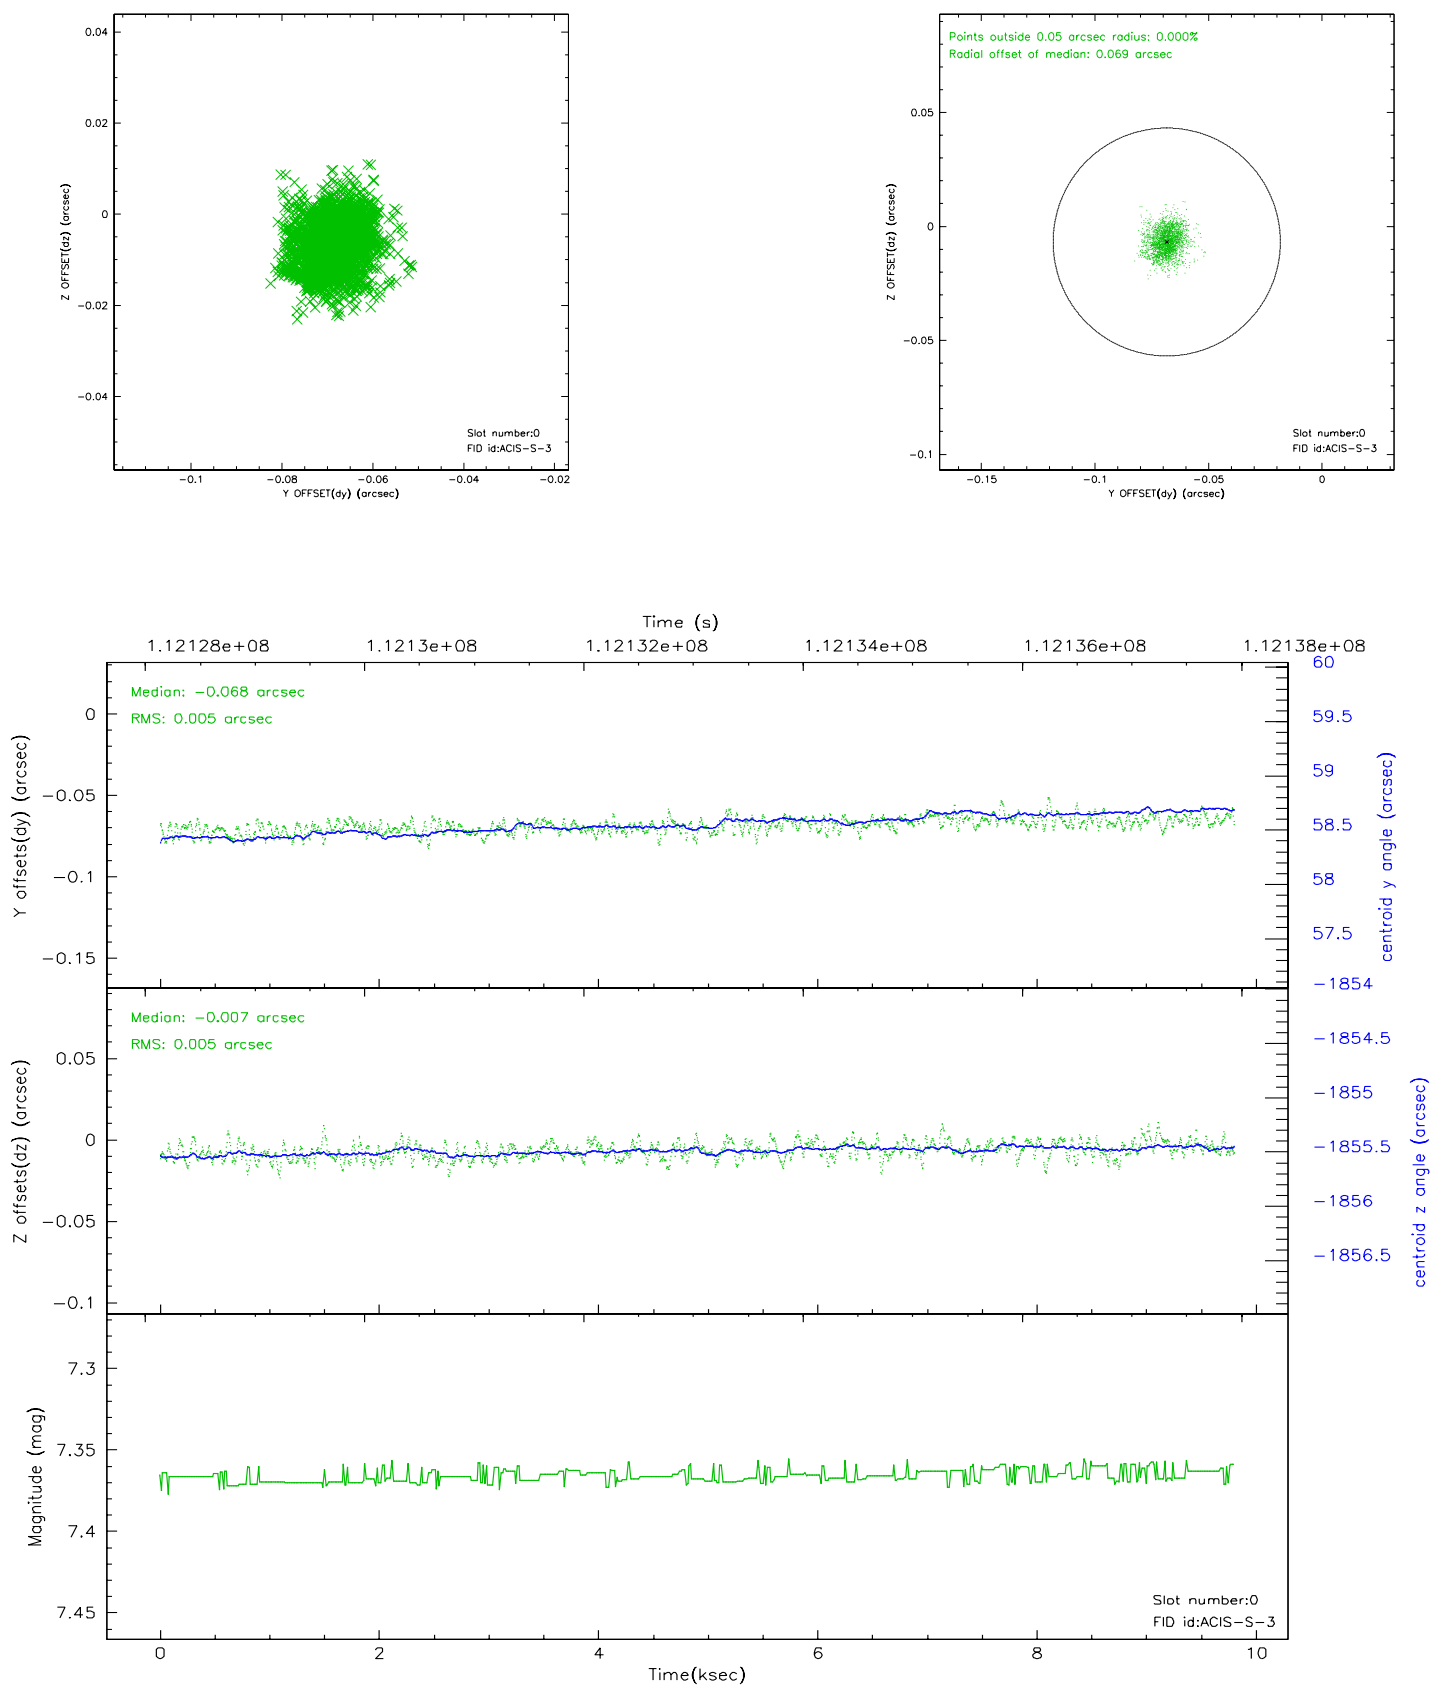 0.04
0.02
0
−0.02
−0.04
Z OFFSET(dz) (arcsec)
Slot number:0
FID id:ACIS−S−3
−0.1
−0.08
−0.06
−0.04
−0.02
Y OFFSET(dy) (arcsec)
Points outside 0.05 arcsec radius: 0.000%
Radial offset of median: 0.069 arcsec
0.05
0
−0.05
−0.1
Z OFFSET(dz) (arcsec)
Slot number:0
FID id:ACIS−S−3
−0.15
−0.1
−0.05
0
Y OFFSET(dy) (arcsec)
Time (s)
1.12128e+08
1.1213e+08
1.12132e+08
1.12134e+08
1.12136e+08
1.12138e+08
Median: −0.068 arcsec
RMS: 0.005 arcsec
0
−0.05
−0.1
−0.15
Y offsets(dy) (arcsec)
60
59.5
59
58.5
58
57.5
centroid y angle (arcsec)
Median: −0.007 arcsec
RMS: 0.005 arcsec
0.05
0
−0.05
−0.1
Z offsets(dz) (arcsec)
−1854
−1854.5
−1855
−1855.5
−1856
−1856.5
centroid z angle (arcsec)
7.3
7.35
7.4
7.45
Magnitude (mag)
Slot number:0
FID id:ACIS−S−3
0
2
4
6
8
10
Time(ksec)